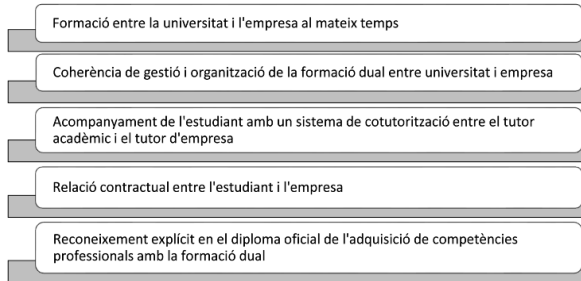 Formació entre la universitat i l'empresa al mateix temps
Coherència de gestió i organització de la formació dual entre universitat i empresa
Acompanyament de l'estudiant amb un sistema de cotutorització entre el tutor
acadèmic i el tutor d'empresa
Relació contractual entre l'estudiant i l'empresa
Reconeixement explícit en el diploma oficial de l'adquisició de competències
professionals amb la formació dual